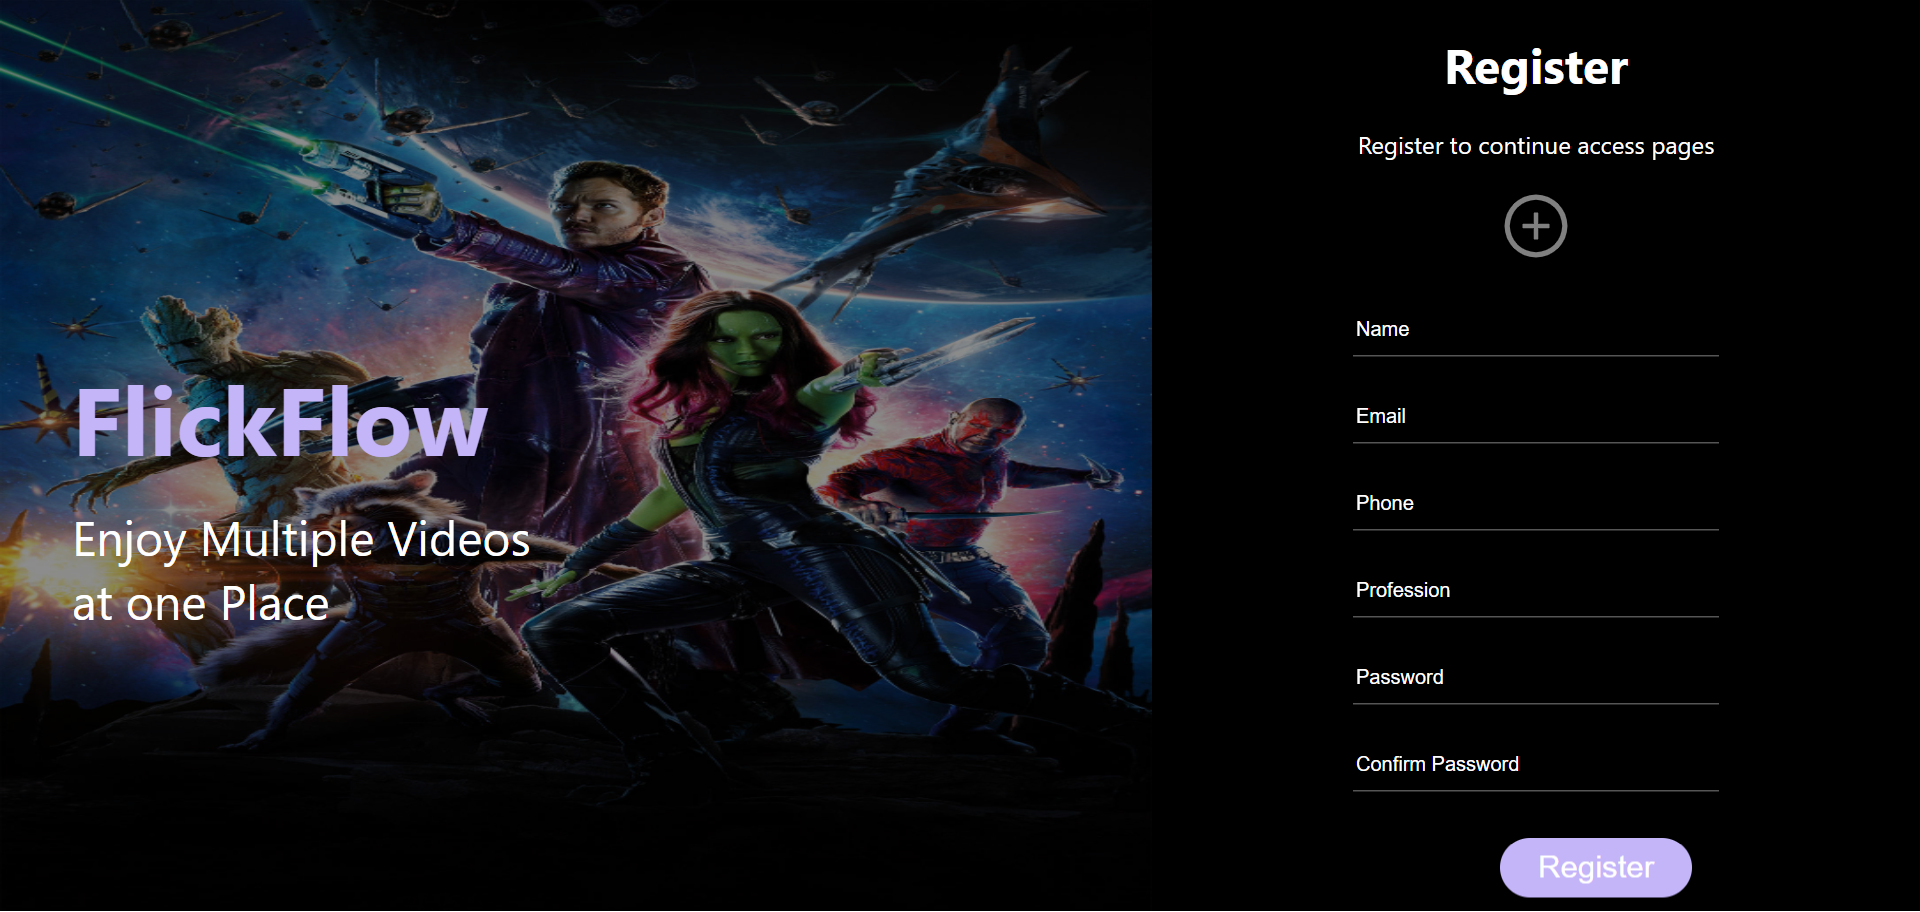 FlickFlow
Enjoy Multiple Videos
at one Place
Register
Register to continue access pages
Name
Email
Phone
Profession
Password
Confirm Password
Register